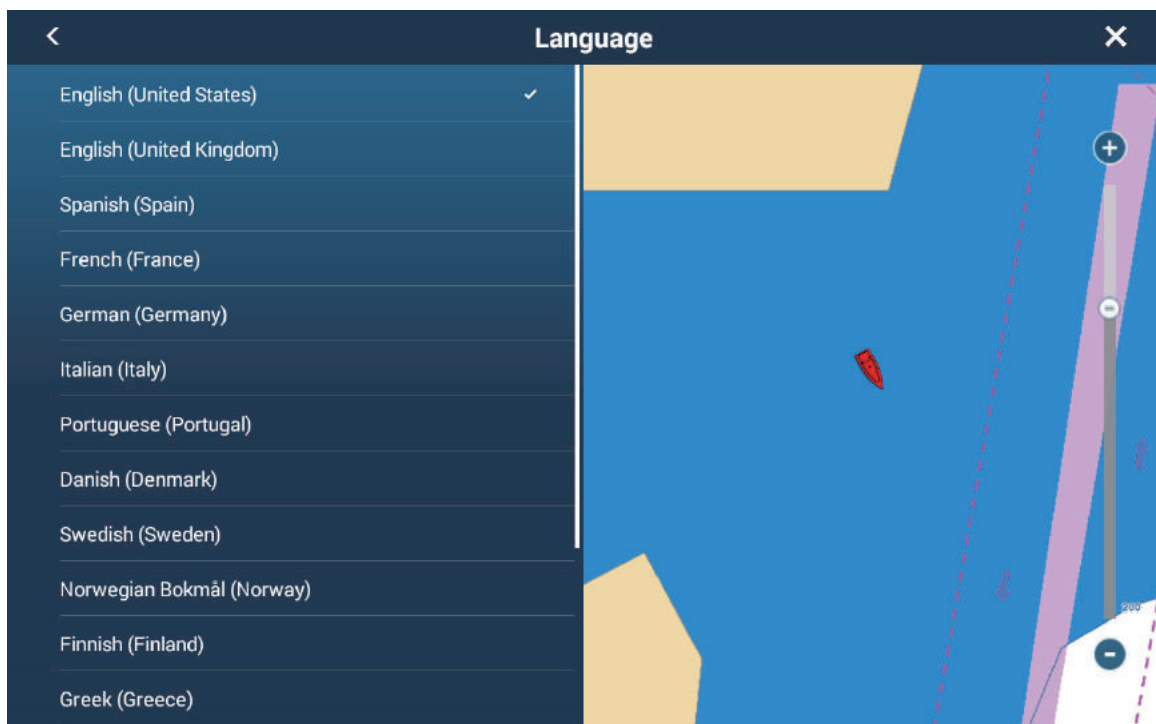 Language
English (United States)
English (United Kingdom)
Spanish (Spain)
French (France)
German (Germany)
Italian (Italy)
Portuguese (Portugal)
Danish (Denmark)
Swedish (Sweden)
Norwegian Bokmål (Norway)
Finnish (Finland)
Greek (Greece)
200